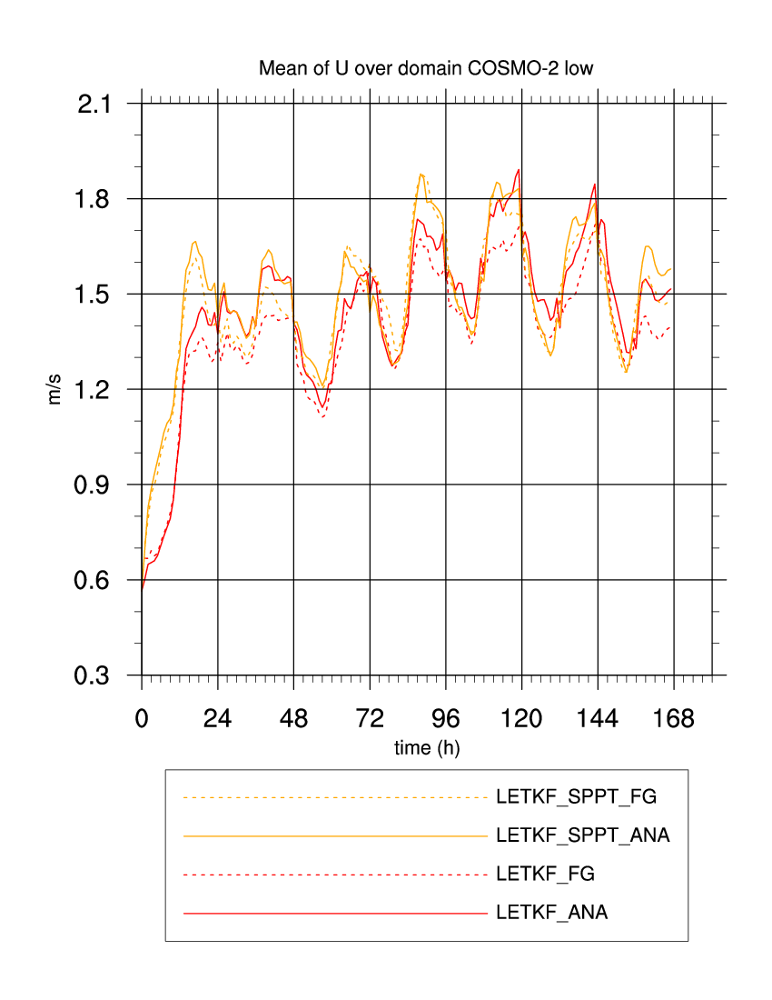 Mean of U over domain COSMO-2 low
2.1
1.8
1.5
1.2
0.9
0.6
0.3
m/s
0 24 48 72 96 120 144 168
time (h)
LETKF_SPPT_FG
LETKF_SPPT_ANA
LETKF_FG
LETKF_ANA